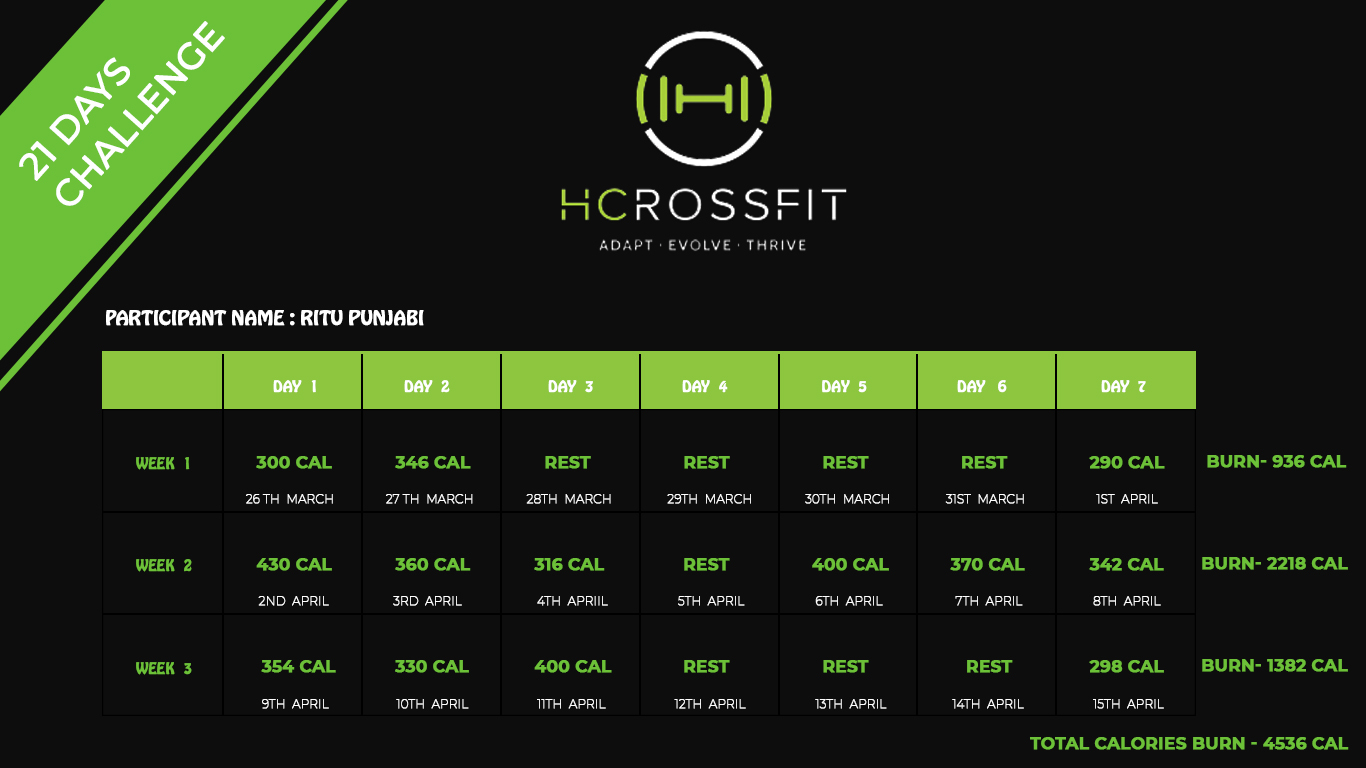 21 DAYS
CHALLENGE
HCROSSFIT
ADAPT · EVOLVE · THRIVE
PARTICIPANT NAME : RITU PUNJABI
DAY 1 DAY 2 DAY 3 DAY 4 DAY 5 DAY 6 DAY 7
WEEK 1 300 CAL 346 CAL REST REST REST REST 290 CAL BURN- 936 CAL
26 TH MARCH 27 TH MARCH 28TH MARCH 29TH MARCH 30TH MARCH 31ST MARCH 1ST APRIL
WEEK 2 430 CAL 360 CAL 316 CAL REST 400 CAL 370 CAL 342 CAL BURN- 2218 CAL
2ND APRIL 3RD APRIL 4TH APRIIL 5TH APRIL 6TH APRIL 7TH APRIL 8TH APRIL
WEEK 3 354 CAL 330 CAL 400 CAL REST REST REST 298 CAL BURN- 1382 CAL
9TH APRIL 10TH APRIL 11TH APRIL 12TH APRIL 13TH APRIL 14TH APRIL 15TH APRIL
TOTAL CALORIES BURN - 4536 CAL